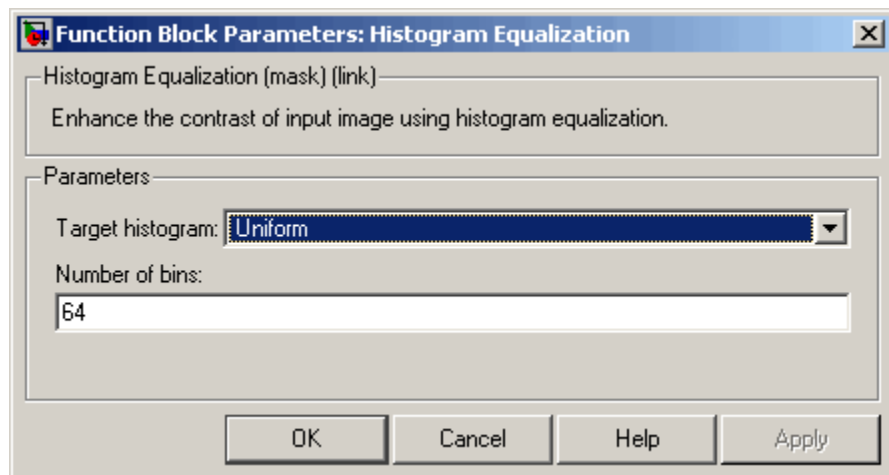 Function Block Parameters: Histogram Equalization
Histogram Equalization (mask) (link)
Enhance the contrast of input image using histogram equalization.
Parameters
Target histogram: Uniform
Number of bins:
64
OK Cancel Help Apply